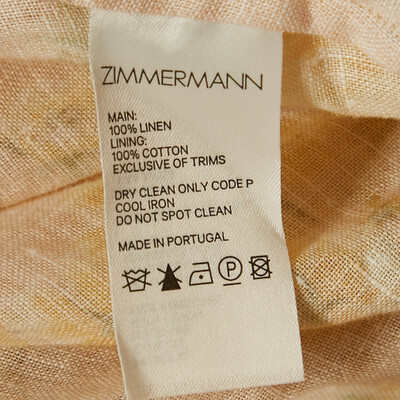 ZIMMERMANN
MAIN:
100% LINEN
LINING:
100% COTTON
EXCLUSIVE OF TRIMS
DRY CLEAN ONLY CODE P
COOL IRON
DO NOT SPOT CLEAN
MADE IN PORTUGAL
P